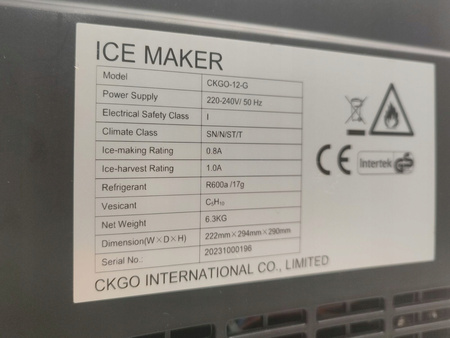 ICE MAKER
Model CKGO-12-G
Power Supply 220-240V/ 50 Hz
Electrical Safety Class I
Climate Class SN/N/ST/T
Ice-making Rating 0.8A
Ice-harvest Rating 1.0A
Refrigerant R600a /17g
Vesicant C₅H₁₀
Net Weight 6.3KG
Dimension(W×D×H) 222mm×294mm×290mm
Serial No.: 20231000196
CKGO INTERNATIONAL CO., LIMITED
CE Intertek GS